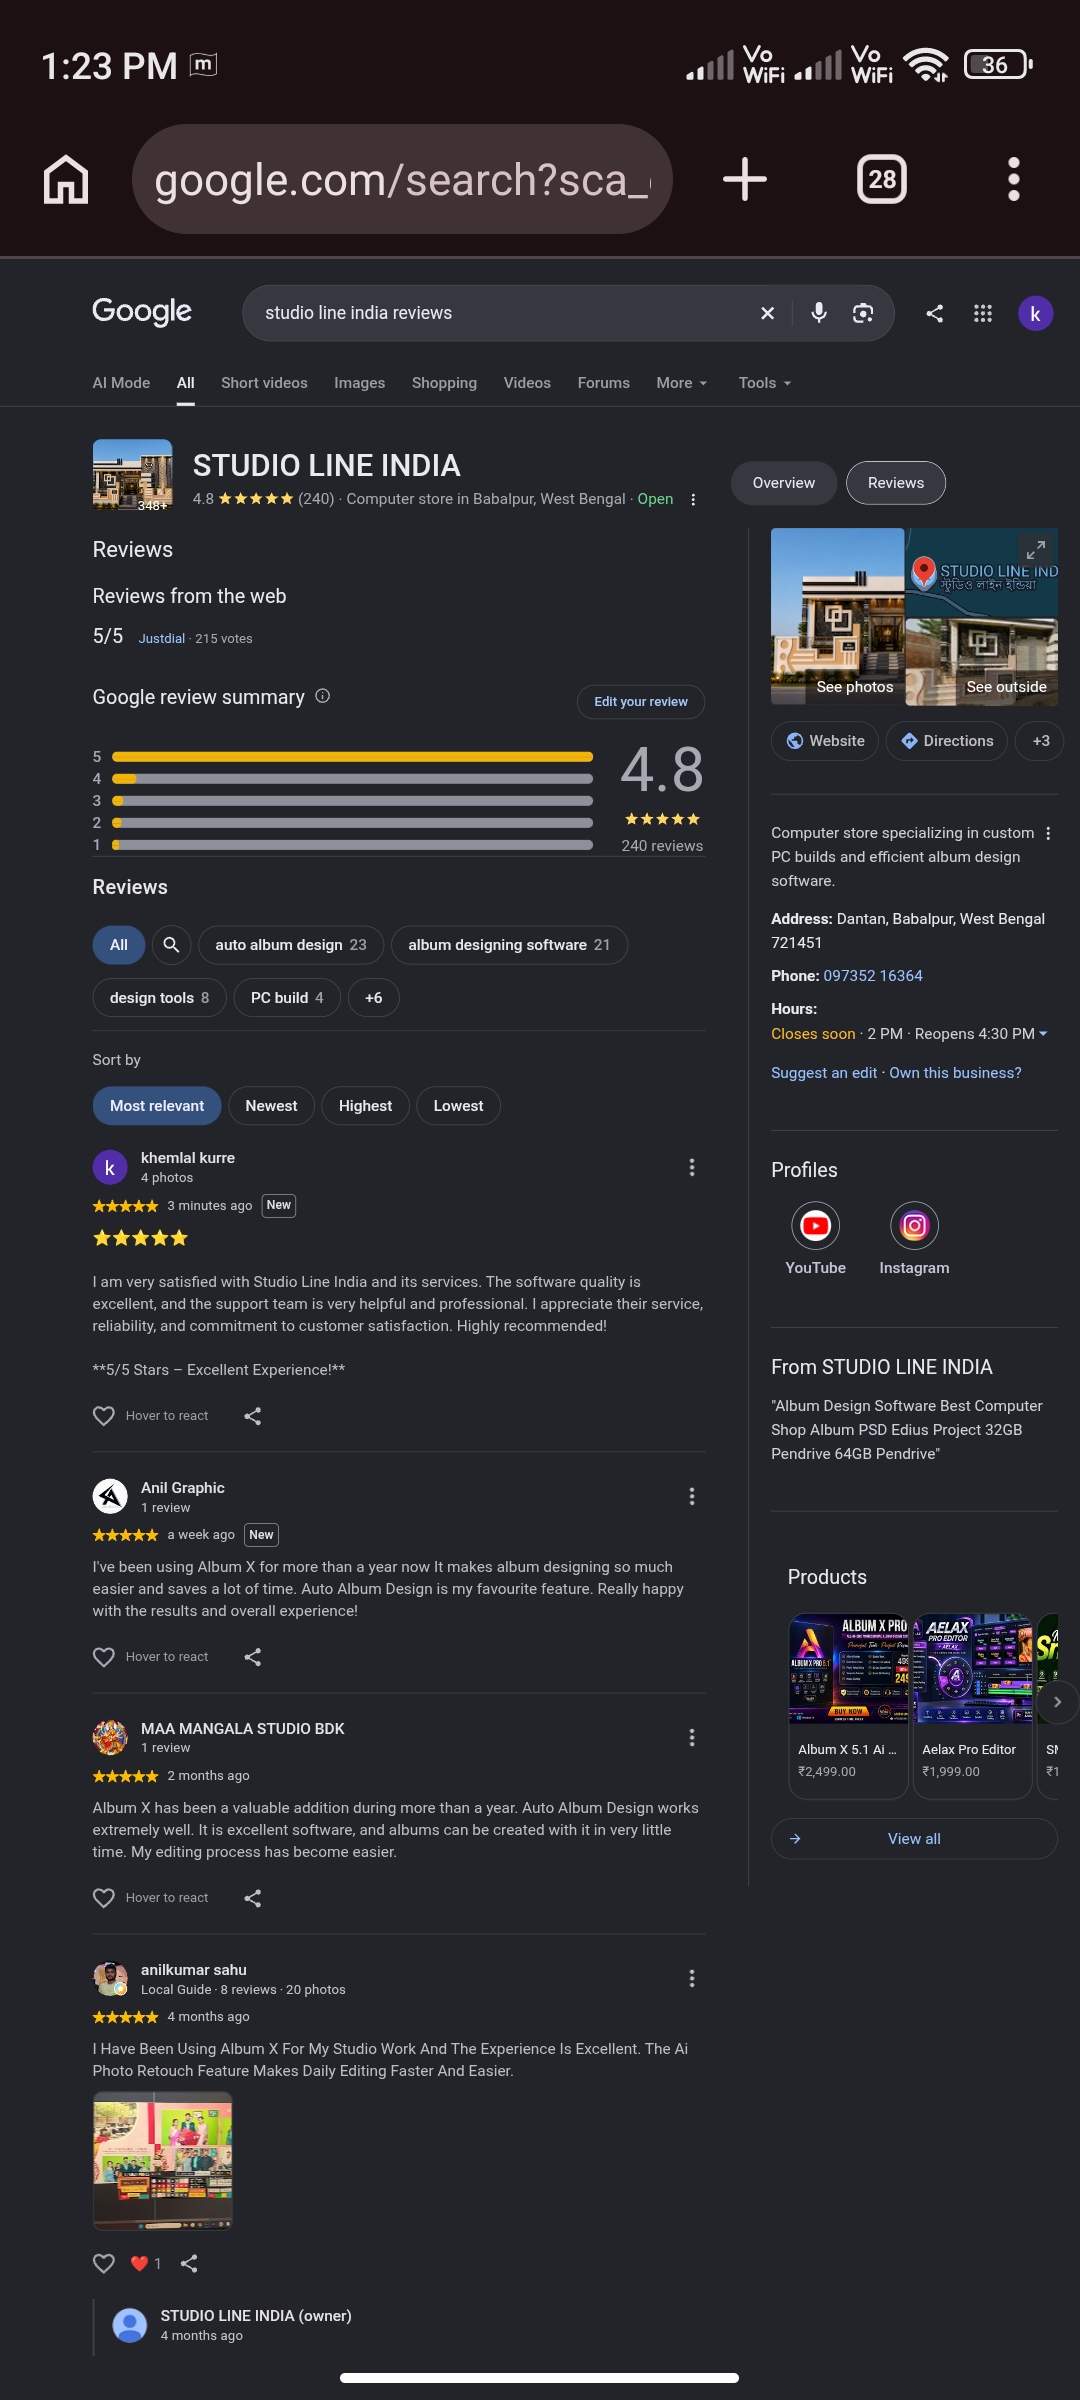 1:23 PM
Vo WiFi
Vo WiFi
36
google.com/search?sca_
28
Google
studio line india reviews
k
AI Mode
All
Short videos
Images
Shopping
Videos
Forums
More
Tools
348+
STUDIO LINE INDIA
4.8 (240) · Computer store in Babalpur, West Bengal · Open
Overview
Reviews
Reviews
Reviews from the web
5/5 Justdial · 215 votes
Google review summary
Edit your review
5
4
3
2
1
4.8
240 reviews
Reviews
All
auto album design 23
album designing software 21
design tools 8
PC build 4
+6
Sort by
Most relevant
Newest
Highest
Lowest
k
khemlal kurre
4 photos
3 minutes ago New
I am very satisfied with Studio Line India and its services. The software quality is
excellent, and the support team is very helpful and professional. I appreciate their service,
reliability, and commitment to customer satisfaction. Highly recommended!
**5/5 Stars – Excellent Experience!**
Hover to react
Anil Graphic
1 review
a week ago New
I've been using Album X for more than a year now It makes album designing so much
easier and saves a lot of time. Auto Album Design is my favourite feature. Really happy
with the results and overall experience!
Hover to react
MAA MANGALA STUDIO BDK
1 review
2 months ago
Album X has been a valuable addition during more than a year. Auto Album Design works
extremely well. It is excellent software, and albums can be created with it in very little
time. My editing process has become easier.
Hover to react
anilkumar sahu
Local Guide · 8 reviews · 20 photos
4 months ago
I Have Been Using Album X For My Studio Work And The Experience Is Excellent. The Ai
Photo Retouch Feature Makes Daily Editing Faster And Easier.
1
STUDIO LINE INDIA (owner)
4 months ago
STUDIO LINE IND
স্টুডিও লাইন ইন্ডিয়া
See photos
See outside
Website
Directions
+3
Computer store specializing in custom
PC builds and efficient album design
software.
Address: Dantan, Babalpur, West Bengal
721451
Phone: 097352 16364
Hours:
Closes soon · 2 PM · Reopens 4:30 PM
Suggest an edit · Own this business?
Profiles
YouTube
Instagram
From STUDIO LINE INDIA
"Album Design Software Best Computer
Shop Album PSD Edius Project 32GB
Pendrive 64GB Pendrive"
Products
ALBUM X PRO
ALBUM X PRO 5.1
BUY NOW
AELAX
PRO EDITOR
Album X 5.1 Ai ...
₹2,499.00
Aelax Pro Editor
₹1,999.00
₹1
View all